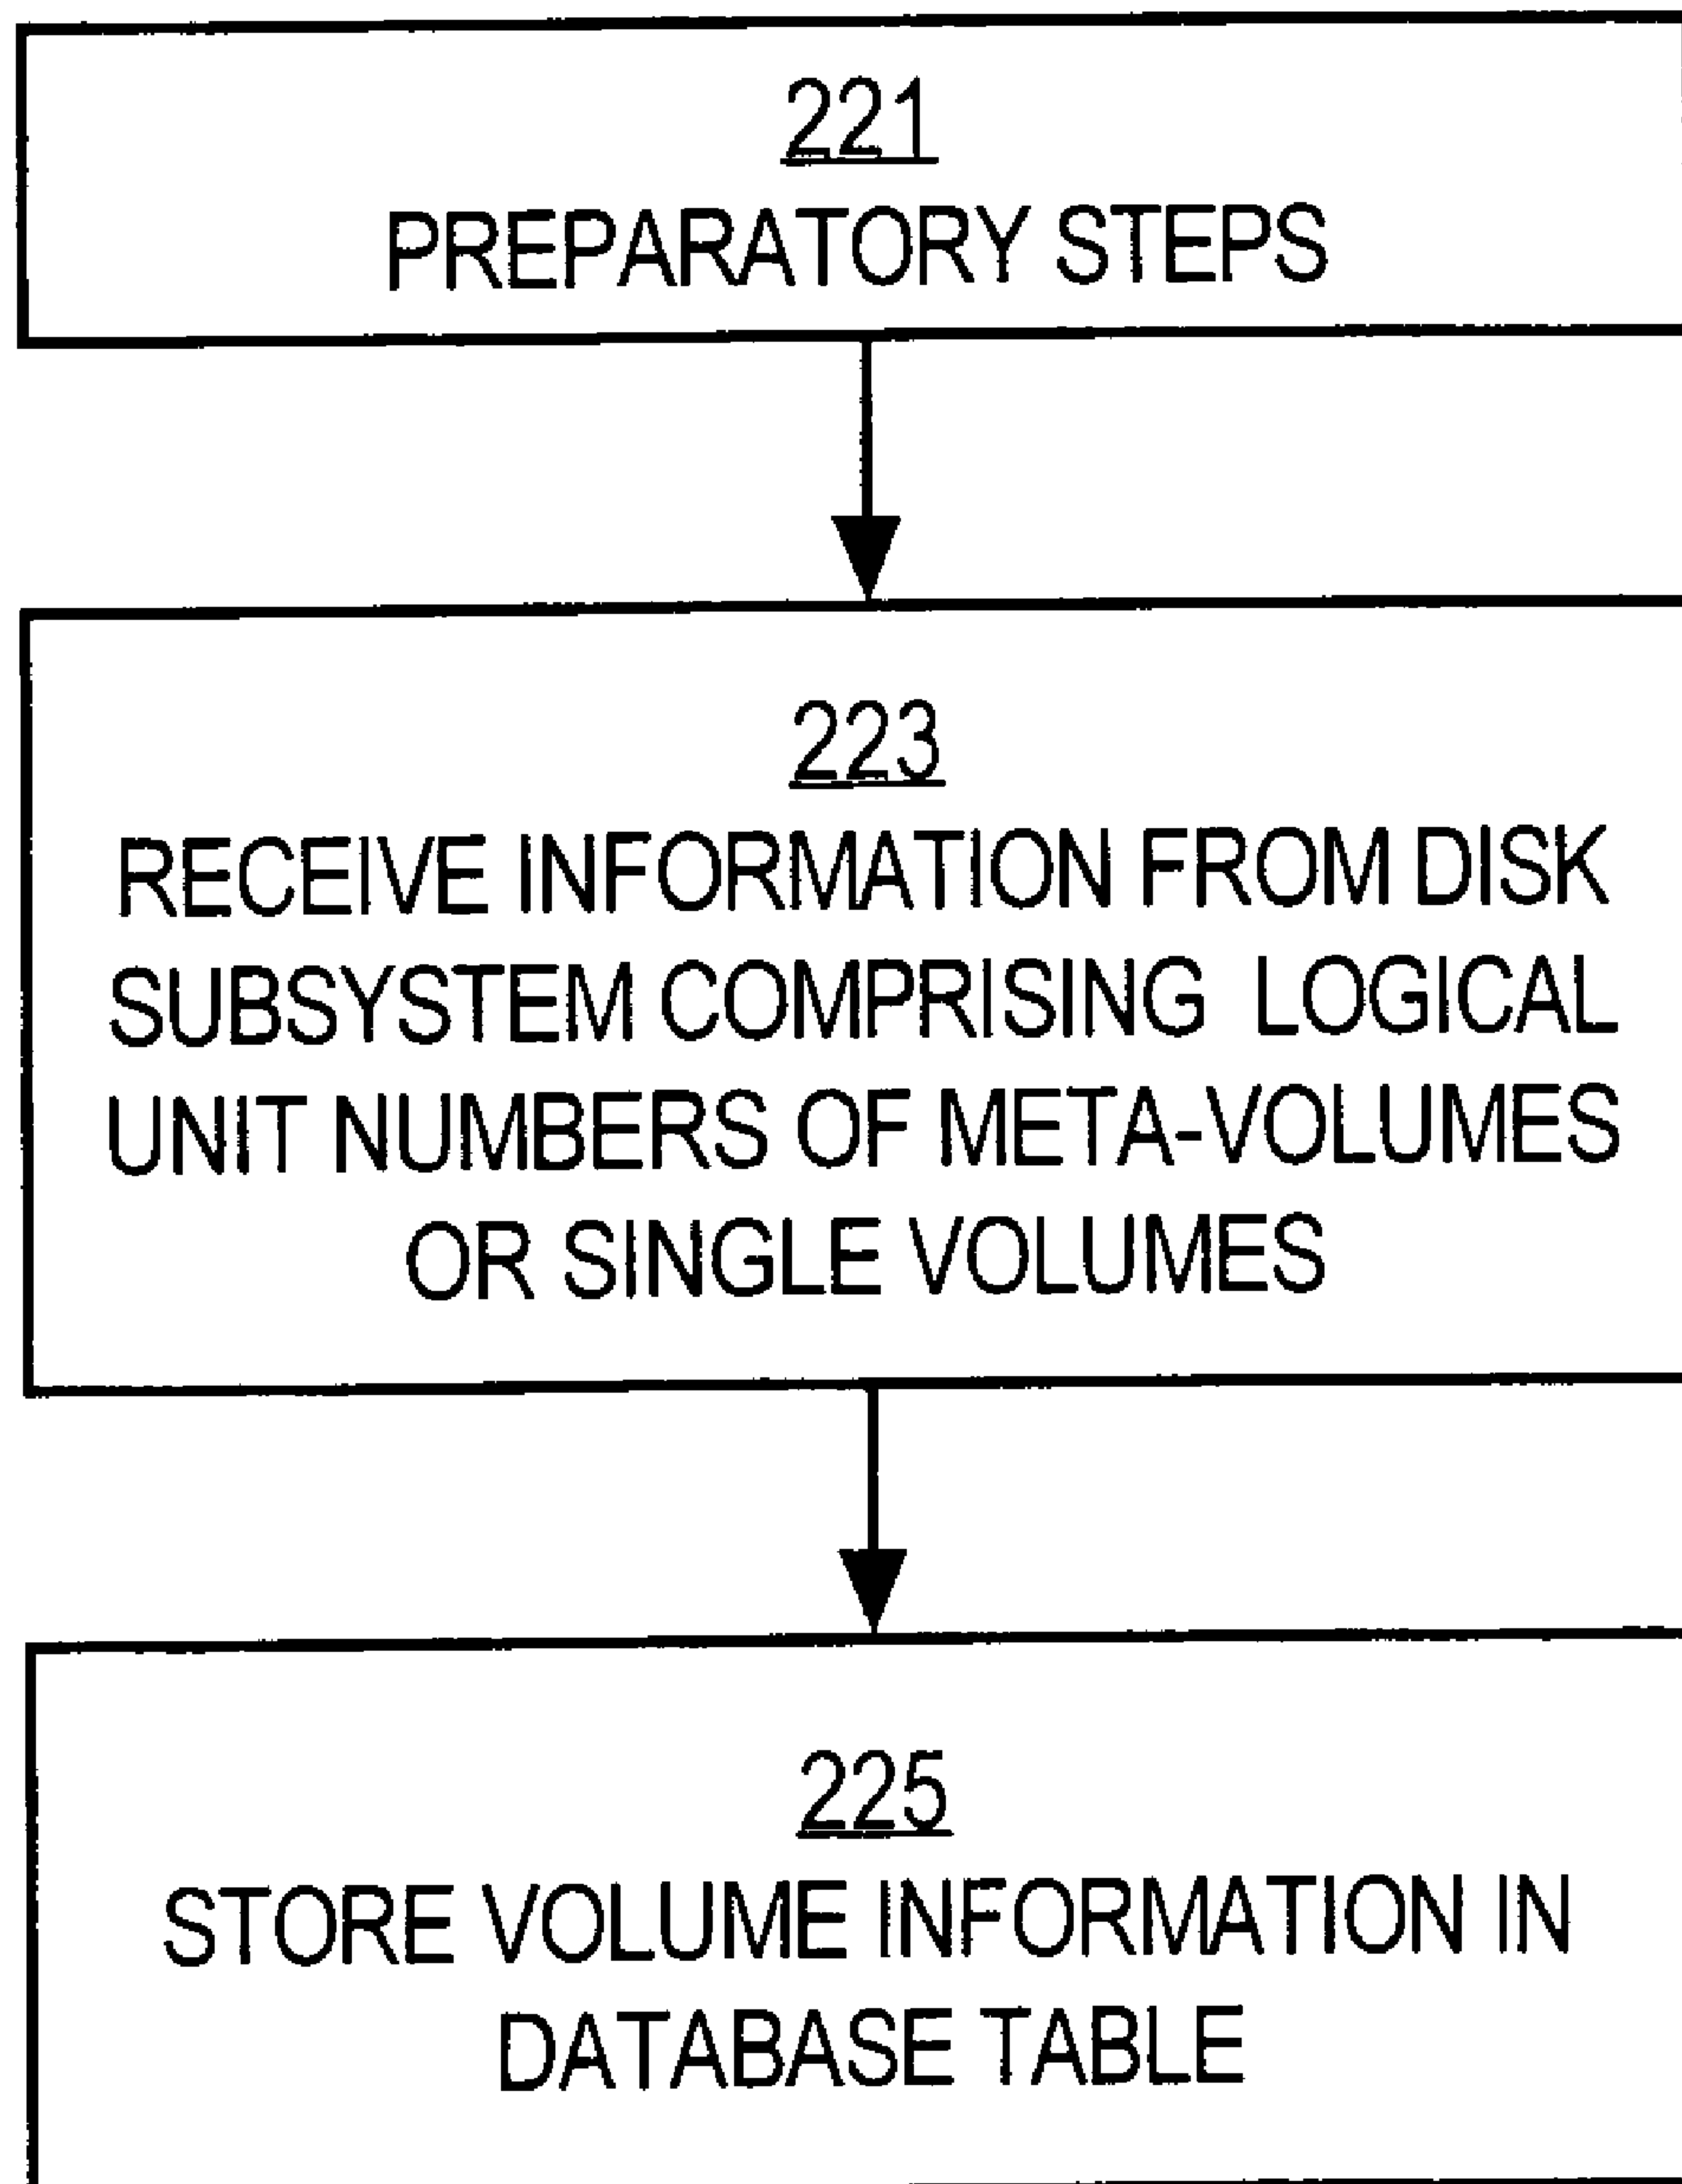 221
PREPARATORY STEPS
223
RECEIVE INFORMATION FROM DISK
SUBSYSTEM COMPRISING LOGICAL
UNIT NUMBERS OF META-VOLUMES
OR SINGLE VOLUMES
225
STORE VOLUME INFORMATION IN
DATABASE TABLE